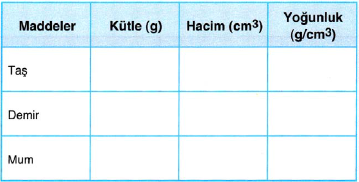 Maddeler Kütle (g) Hacim (cm³) Yoğunluk (g/cm³)
Taş
Demir
Mum